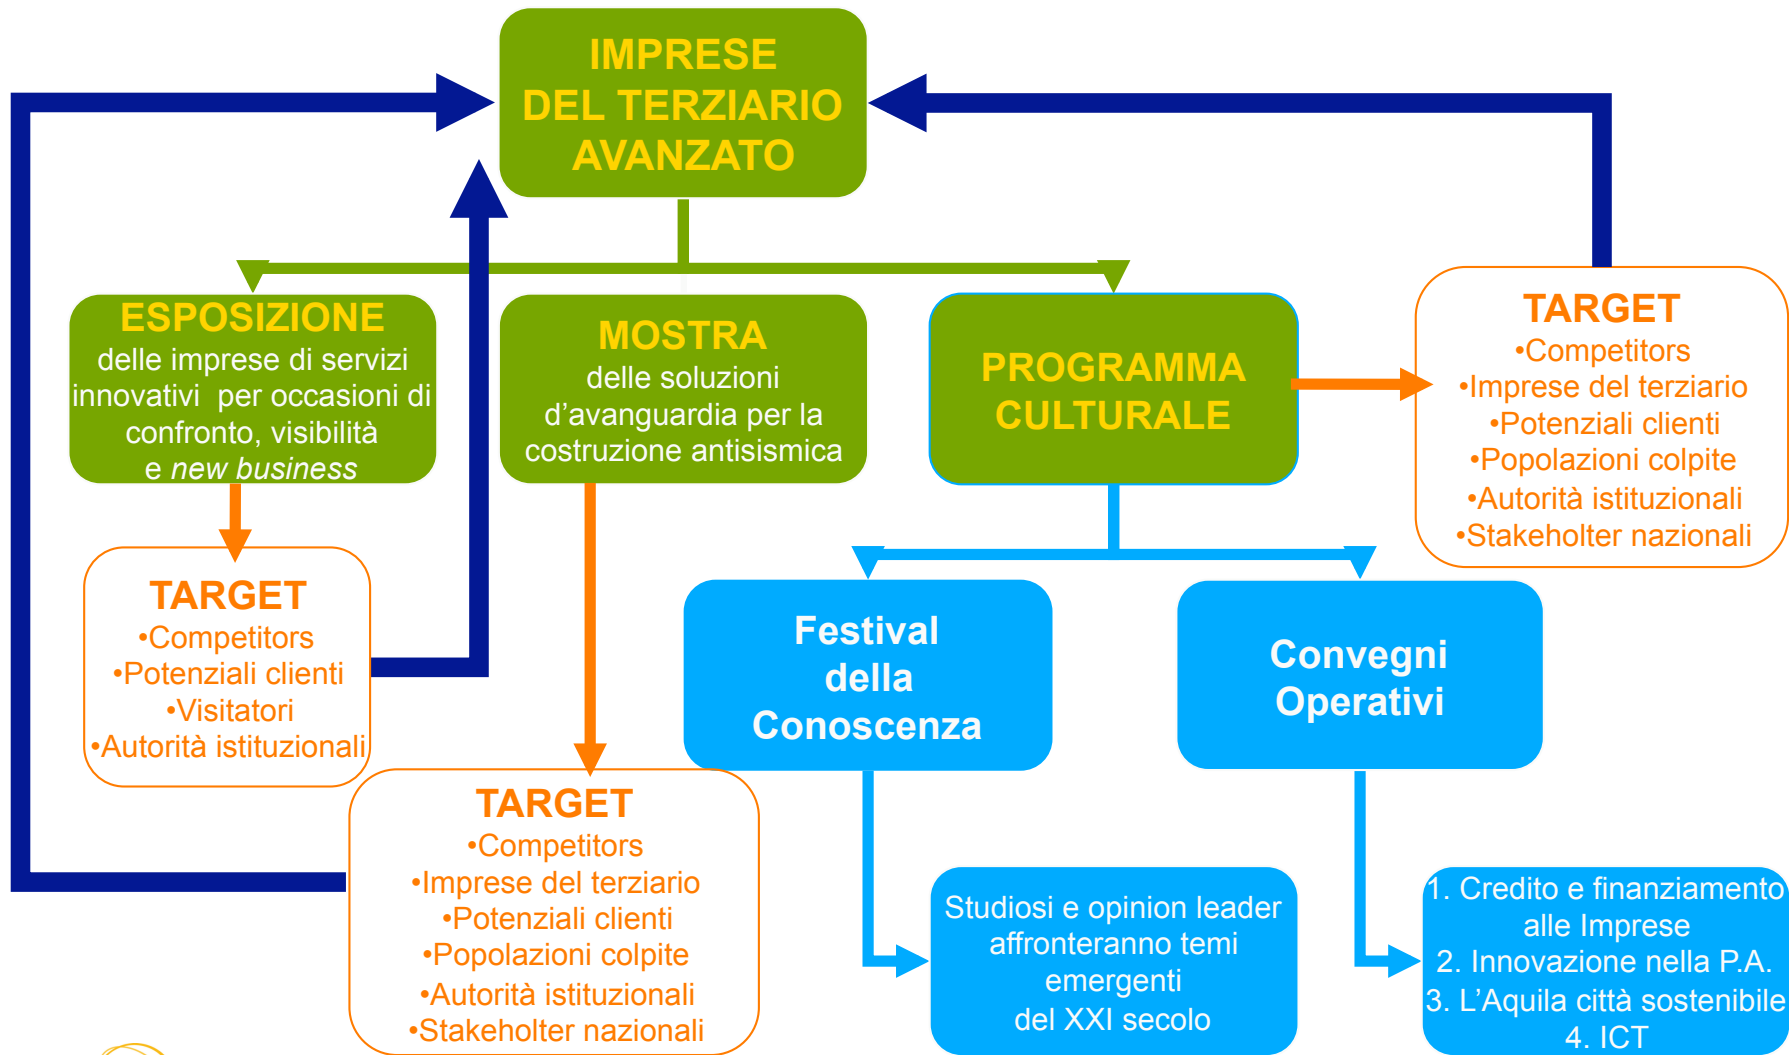 IMPRESE
DEL TERZIARIO
AVANZATO
ESPOSIZIONE
delle imprese di servizi
innovativi per occasioni di
confronto, visibilità
e new business
MOSTRA
delle soluzioni
d’avanguardia per la
costruzione antisismica
PROGRAMMA
CULTURALE
TARGET
•Competitors
•Imprese del terziario
•Potenziali clienti
•Popolazioni colpite
•Autorità istituzionali
•Stakeholter nazionali
TARGET
•Competitors
•Potenziali clienti
•Visitatori
•Autorità istituzionali
Festival
della
Conoscenza
Convegni
Operativi
TARGET
•Competitors
•Imprese del terziario
•Potenziali clienti
•Popolazioni colpite
•Autorità istituzionali
•Stakeholter nazionali
Studiosi e opinion leader
affronteranno temi
emergenti
del XXI secolo
1. Credito e finanziamento
alle Imprese
2. Innovazione nella P.A.
3. L’Aquila città sostenibile
4. ICT